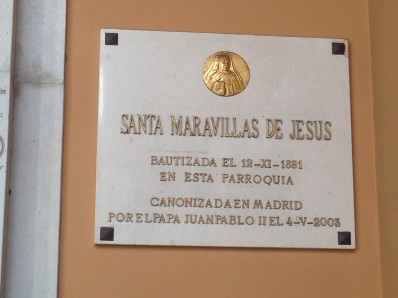 SANTA MARAVILLAS DE JESUS
BAUTIZADA EL 12-XI-1891
EN ESTA PARROQUIA
CANONIZADA EN MADRID
POR EL PAPA JUAN PABLO II EL 4-V-2003